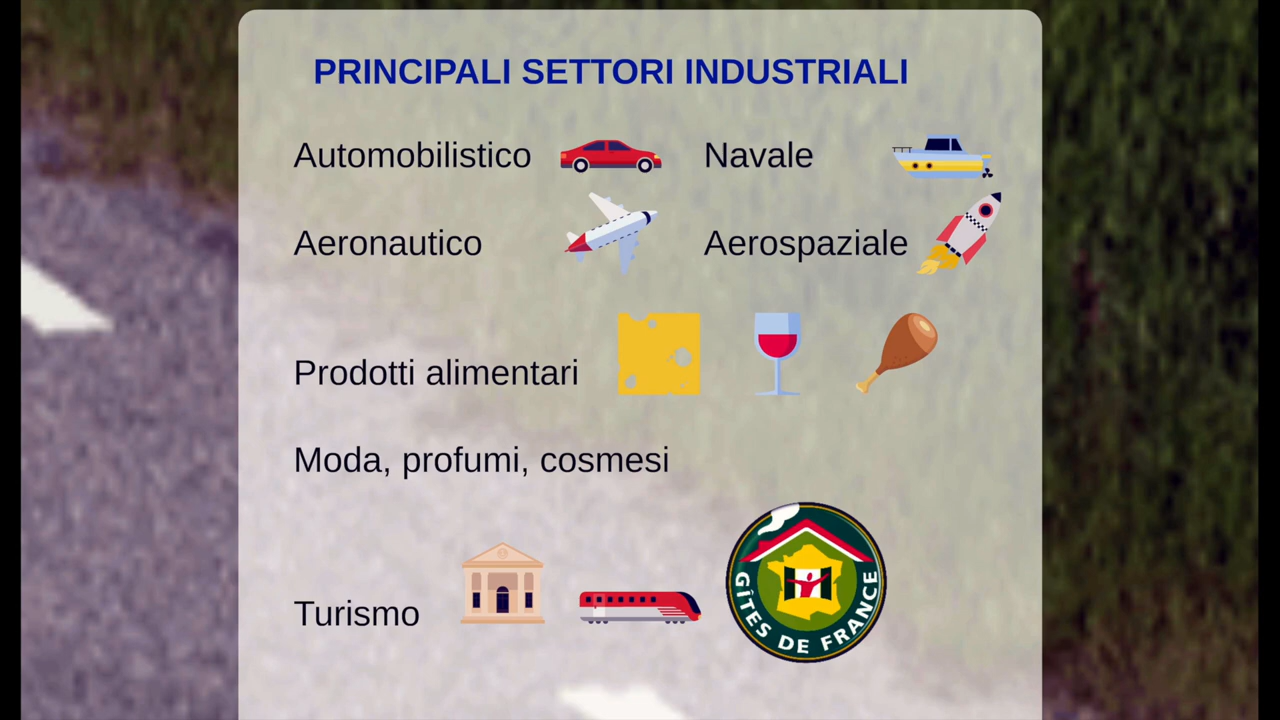 PRINCIPALI SETTORI INDUSTRIALI
Automobilistico Navale
Aeronautico Aerospaziale
Prodotti alimentari
Moda, profumi, cosmesi
Turismo
GÎTES DE FRANCE